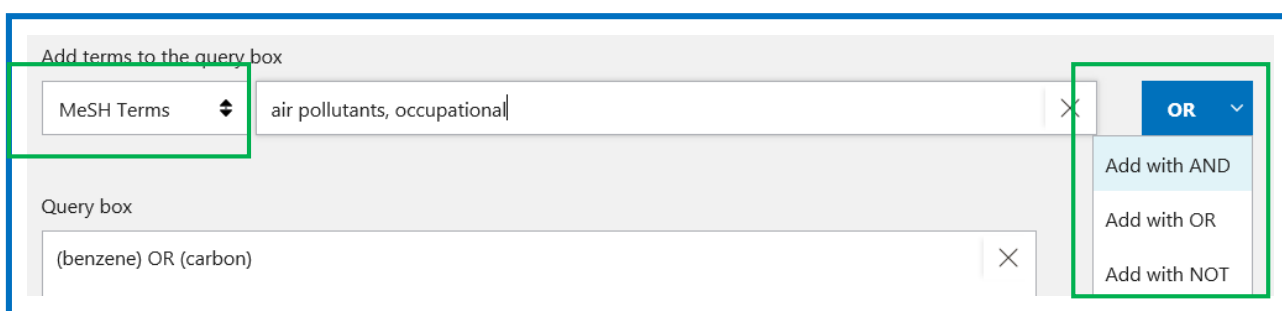 Add terms to the query box
MeSH Terms air pollutants, occupational OR
Add with AND
Query box
Add with OR
(benzene) OR (carbon)
Add with NOT